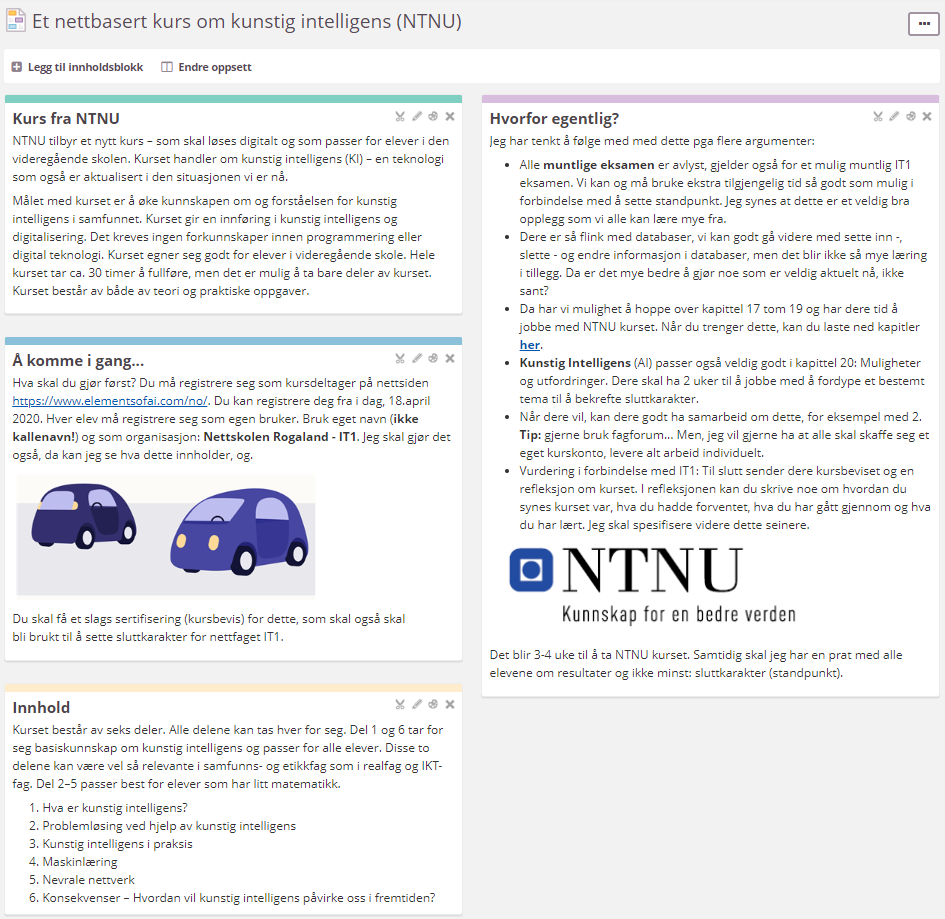 Et nettbasert kurs om kunstig intelligens (NTNU)
Legg til innholdsblokk
Endre oppsett
Kurs fra NTNU
NTNU tilbyr et nytt kurs – som skal løses digitalt og som passer for elever i den
videregående skolen. Kurset handler om kunstig intelligens (KI) – en teknologi
som også er aktualisert i den situasjonen vi er nå.
Målet med kurset er å øke kunnskapen om og forståelsen for kunstig
intelligens i samfunnet. Kurset gir en innføring i kunstig intelligens og
digitalisering. Det kreves ingen forkunnskaper innen programmering eller
digital teknologi. Kurset egner seg godt for elever i videregående skole. Hele
kurset tar ca. 30 timer å fullføre, men det er mulig å ta bare deler av kurset.
Kurset består av både av teori og praktiske oppgaver.
Å komme i gang...
Hva skal du gjør først? Du må registrere seg som kursdeltager på nettsiden
https://www.elementsofai.com/no/. Du kan registrere deg fra i dag, 18.april
2020. Hver elev må registrere seg som egen bruker. Bruk eget navn (ikke
kallenavn!) og som organisasjon: Nettskolen Rogaland - IT1. Jeg skal gjør det
også, da kan jeg se hva dette innholder, og.
Du skal få et slags sertifisering (kursbevis) for dette, som skal også skal
bli brukt til å sette sluttkarakter for nettfaget IT1.
Innhold
Kurset består av seks deler. Alle delene kan tas hver for seg. Del 1 og 6 tar for
seg basiskunnskap om kunstig intelligens og passer for alle elever. Disse to
delene kan være vel så relevante i samfunns- og etikkfag som i realfag og IKT-
fag. Del 2–5 passer best for elever som har litt matematikk.
1. Hva er kunstig intelligens?
2. Problemløsing ved hjelp av kunstig intelligens
3. Kunstig intelligens i praksis
4. Maskinlæring
5. Nevrale nettverk
6. Konsekvenser – Hvordan vil kunstig intelligens påvirke oss i fremtiden?
Hvorfor egentlig?
Jeg har tenkt å følge med med dette pga flere argumenter:
• Alle muntlige eksamen er avlyst, gjelder også for et mulig muntlig IT1
eksamen. Vi kan og må bruke ekstra tilgjengelig tid så godt som mulig i
forbindelse med å sette standpunkt. Jeg synes at dette er et veldig bra
opplegg som vi alle kan lære mye fra.
• Dere er så flink med databaser, vi kan godt gå videre med sette inn -,
slette - og endre informasjon i databaser, men det blir ikke så mye læring
i tillegg. Da er det mye bedre å gjør noe som er veldig aktuelt nå, ikke
sant?
• Da har vi mulighet å hoppe over kapittel 17 tom 19 og har dere tid å
jobbe med NTNU kurset. Når du trenger dette, kan du laste ned kapitler
her.
• Kunstig Intelligens (AI) passer også veldig godt i kapittel 20: Muligheter
og utfordringer. Dere skal ha 2 uker til å jobbe med å fordype et bestemt
tema til å bekrefte sluttkarakter.
• Når dere vil, kan dere godt ha samarbeid om dette, for eksempel med 2.
Tip: gjerne bruk fagforum... Men, jeg vil gjerne ha at alle skal skaffe seg et
eget kurskonto, levere alt arbeid individuelt.
• Vurdering i forbindelse med IT1: Til slutt sender dere kursbeviset og en
refleksjon om kurset. I refleksjonen kan du skrive noe om hvordan du
synes kurset var, hva du hadde forventet, hva du har gått gjennom og hva
du har lært. Jeg skal spesifisere videre dette seinere.
NTNU
Kunnskap for en bedre verden
Det blir 3-4 uke til å ta NTNU kurset. Samtidig skal jeg har en prat med alle
elevene om resultater og ikke minst: sluttkarakter (standpunkt).